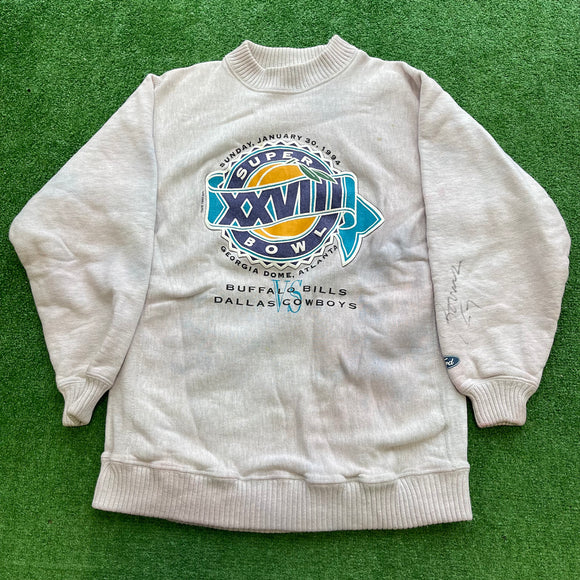 SUNDAY, JANUARY 30, 1994
SUPER
XXVIII
BOWL
GEORGIA DOME, ATLANTA
BUFFALO BILLS
VS
DALLAS COWBOYS